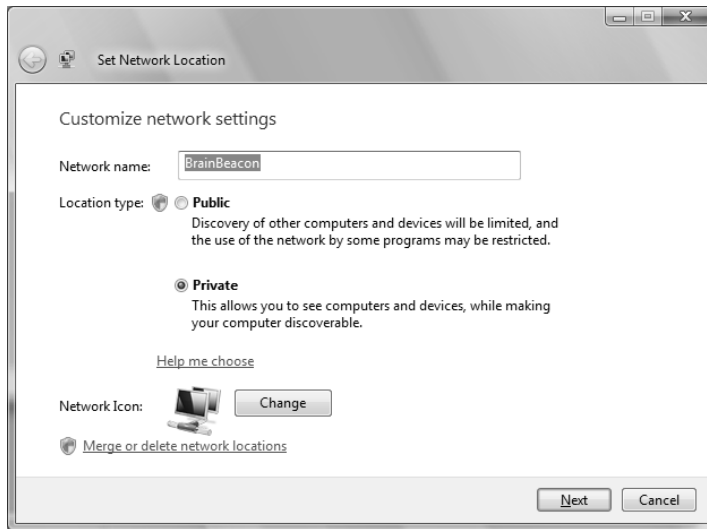 Set Network Location
Customize network settings
Network name: BrainBeacon
Location type: Public
Discovery of other computers and devices will be limited, and
the use of the network by some programs may be restricted.
Private
This allows you to see computers and devices, while making
your computer discoverable.
Help me choose
Network Icon: Change
Merge or delete network locations
Next Cancel